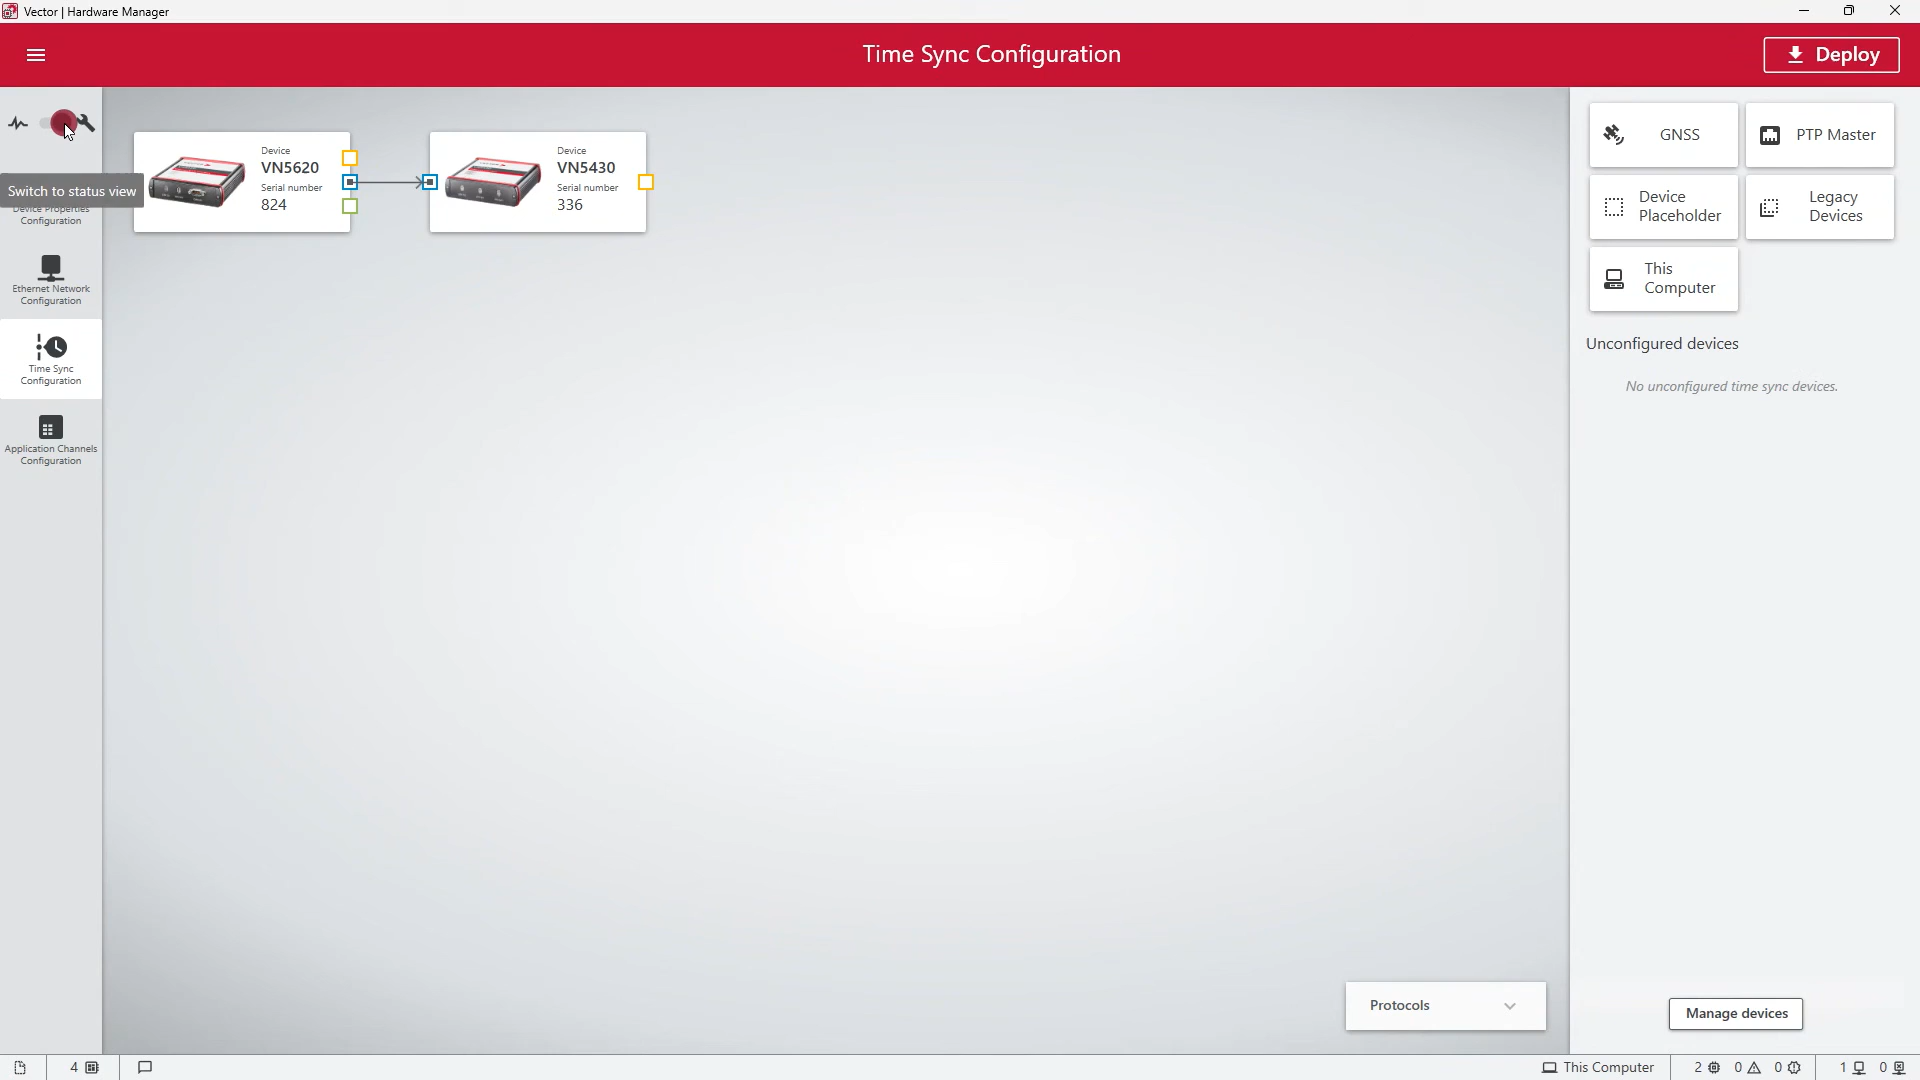 Vector | Hardware Manager
Time Sync Configuration
Deploy
Switch to status view
Device Properties
Configuration
Ethernet Network
Configuration
Time Sync
Configuration
Application Channels
Configuration
Device
VN5620
Serial number
824
Device
VN5430
Serial number
336
GNSS
PTP Master
Device
Placeholder
Legacy
Devices
This
Computer
Unconfigured devices
No unconfigured time sync devices.
Protocols
Manage devices
4
This Computer
2
0
0
1
0